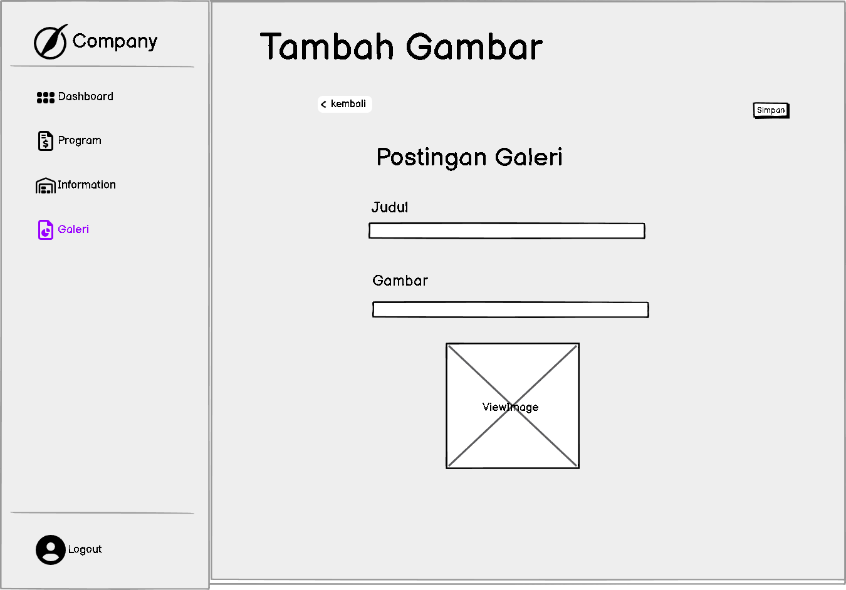 Company
Dashboard
Program
Information
Galeri
Logout
Tambah Gambar
< kembali
Simpan
Postingan Galeri
Judul
Gambar
ViewImage